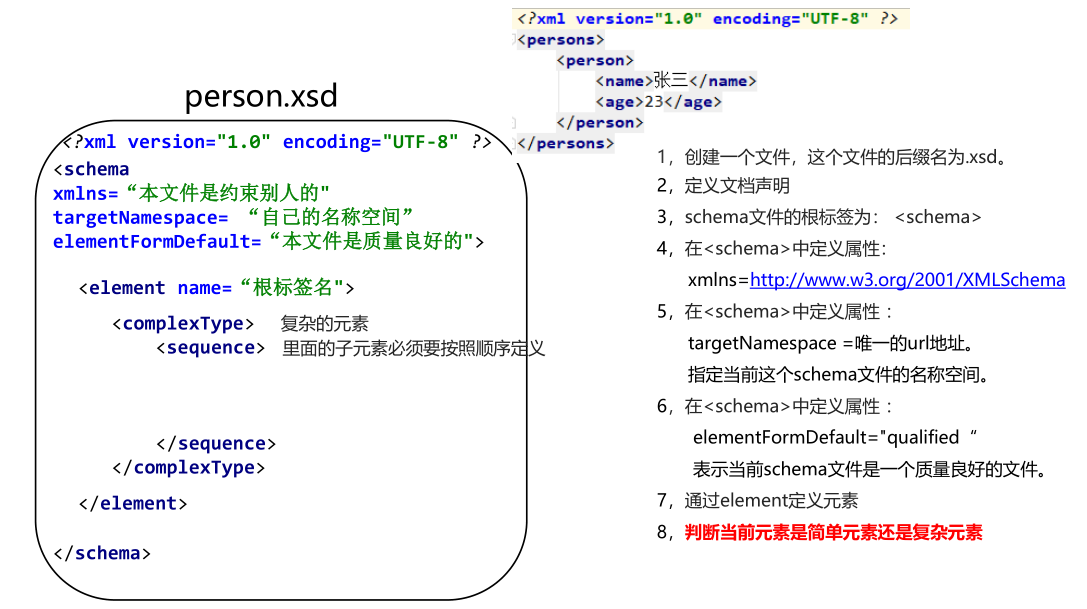 <?xml version="1.0" encoding="UTF-8" ?>
<persons>
<person>
<name>张三</name>
<age>23</age>
</person>
</persons>
person.xsd
<?xml version="1.0" encoding="UTF-8" ?>
<schema
xmlns=“本文件是约束别人的"
targetNamespace= “自己的名称空间”
elementFormDefault=“本文件是质量良好的">
<element name=“根标签名">
<complexType> 复杂的元素
<sequence> 里面的子元素必须要按照顺序定义
</sequence>
</complexType>
</element>
</schema>
1，创建一个文件，这个文件的后缀名为.xsd。
2，定义文档声明
3，schema文件的根标签为： <schema>
4，在<schema>中定义属性：
xmlns=http://www.w3.org/2001/XMLSchema
5，在<schema>中定义属性 ：
targetNamespace =唯一的url地址。
指定当前这个schema文件的名称空间。
6，在<schema>中定义属性 ：
elementFormDefault="qualified “
表示当前schema文件是一个质量良好的文件。
7，通过element定义元素
8，判断当前元素是简单元素还是复杂元素